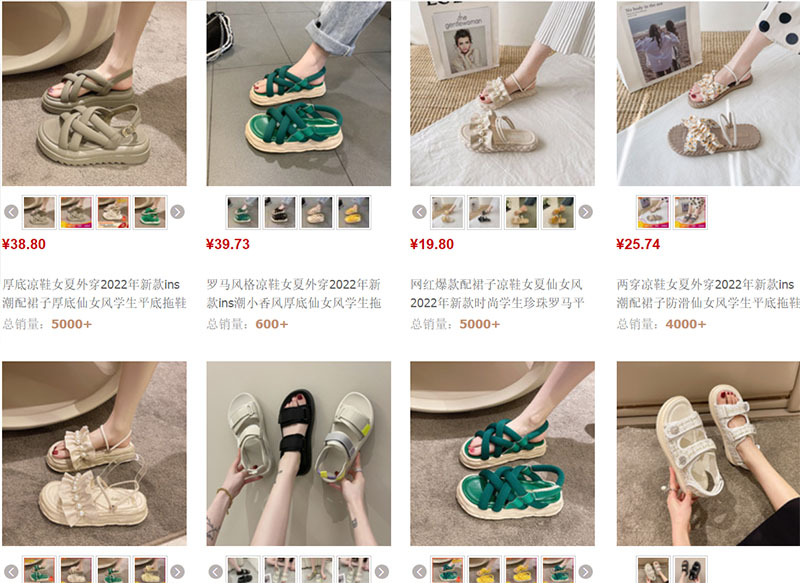 the
gentlewoman
You body needs
¥38.80
¥39.73
¥19.80
¥25.74
厚底凉鞋女夏外穿2022年新款ins
潮配裙子厚底仙女风学生平底拖鞋
总销量：5000+
罗马风格凉鞋女夏外穿2022年新
款ins潮小香风厚底仙女风学生拖
总销量：600+
网红爆款配裙子凉鞋女夏仙女风
2022年新款时尚学生珍珠罗马平
总销量：5000+
两穿凉鞋女夏外穿2022年新款ins
潮配裙子防滑仙女风学生平底拖鞋
总销量：4000+